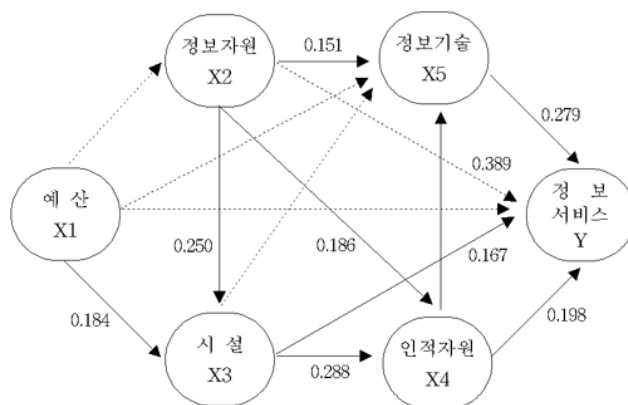 정보자원
X2
0.151
정보기술
X5
0.279
예 산
X1
0.389
정 보
서비스
Y
0.250
0.186
0.167
0.184
0.198
시 설
X3
0.288
인적자원
X4